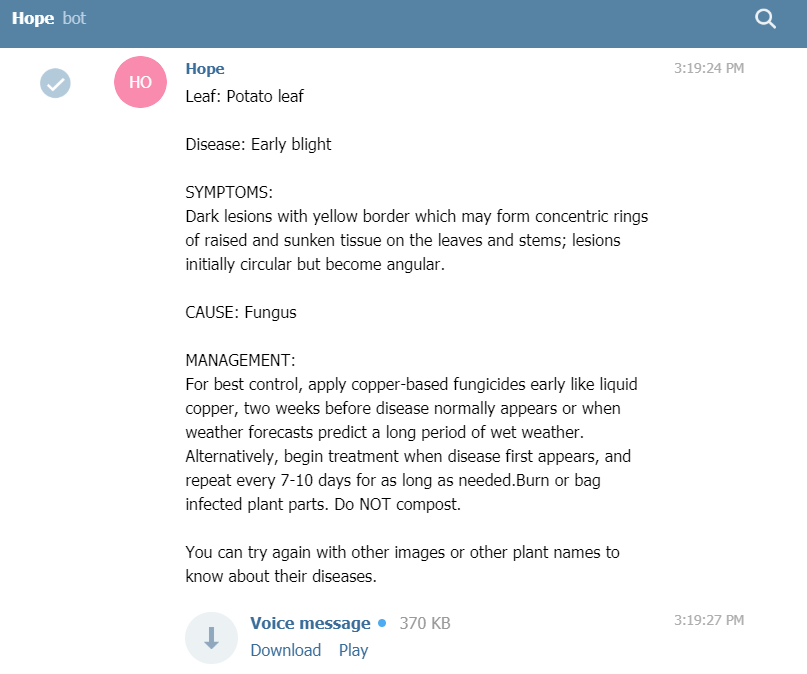 Hope bot
HO
Hope
3:19:24 PM
Leaf: Potato leaf
Disease: Early blight
SYMPTOMS:
Dark lesions with yellow border which may form concentric rings
of raised and sunken tissue on the leaves and stems; lesions
initially circular but become angular.
CAUSE: Fungus
MANAGEMENT:
For best control, apply copper-based fungicides early like liquid
copper, two weeks before disease normally appears or when
weather forecasts predict a long period of wet weather.
Alternatively, begin treatment when disease first appears, and
repeat every 7-10 days for as long as needed.Burn or bag
infected plant parts. Do NOT compost.
You can try again with other images or other plant names to
know about their diseases.
Voice message 370 KB
3:19:27 PM
Download Play